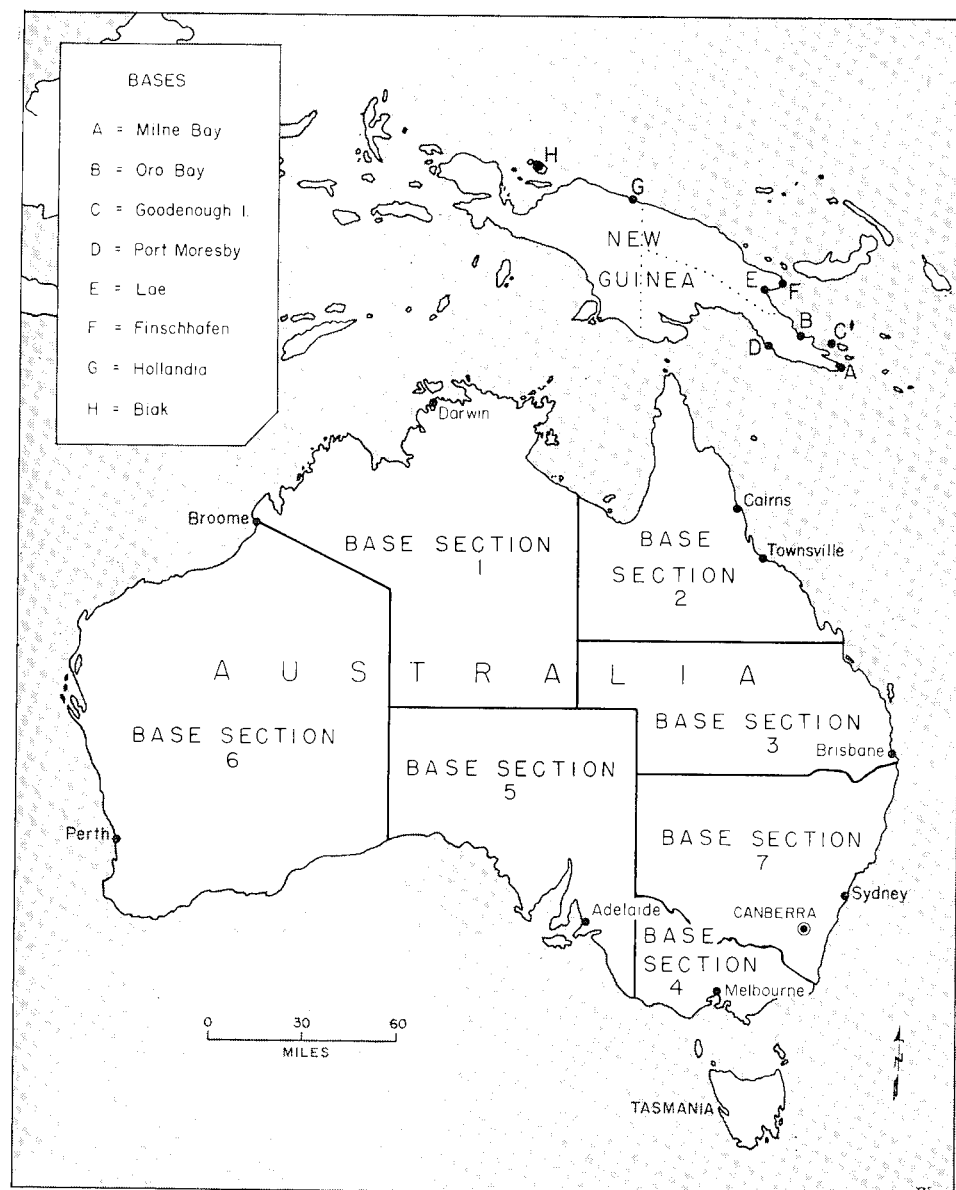 BASES
A = Milne Bay
B = Oro Bay
C = Goodenough I.
D = Port Moresby
E = Lae
F = Finschhafen
G = Hollandia
H = Biak
H
G
NEW
GUINEA
E
F
B
C
D
A
Darwin
Cairns
Broome
BASE SECTION
1
BASE
SECTION
2
Townsville
AUSTRALIA
BASE SECTION
6
BASE SECTION
3
Brisbane
BASE SECTION
5
Perth
BASE SECTION
7
Sydney
Adelaide
CANBERRA
BASE
SECTION
4
Melbourne
0 30 60
MILES
N
TASMANIA